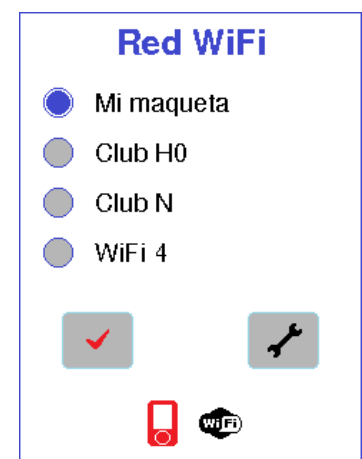 Red WiFi
Mi maqueta
Club H0
Club N
WiFi 4
WiFi